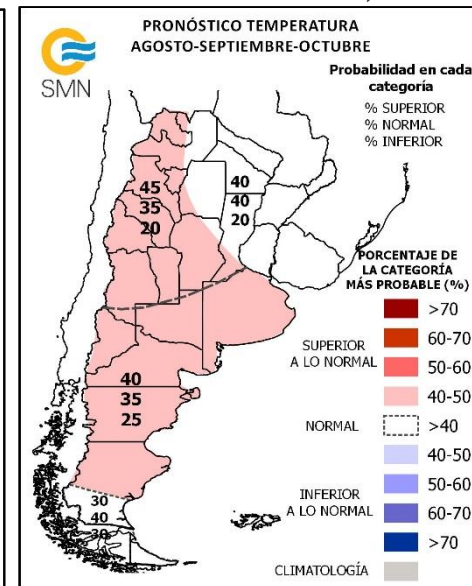 PRONÓSTICO TEMPERATURA
AGOSTO-SEPTIEMBRE-OCTUBRE
SMN
Probabilidad en cada
categoría
% SUPERIOR
% NORMAL
% INFERIOR
45
35
20
40
40
20
40
35
25
30
40
30
PORCENTAJE DE
LA CATEGORÍA
MÁS PROBABLE (%)
SUPERIOR
A LO NORMAL
>70
60-70
50-60
40-50
NORMAL
>40
INFERIOR
A LO NORMAL
40-50
50-60
60-70
>70
CLIMATOLOGÍA